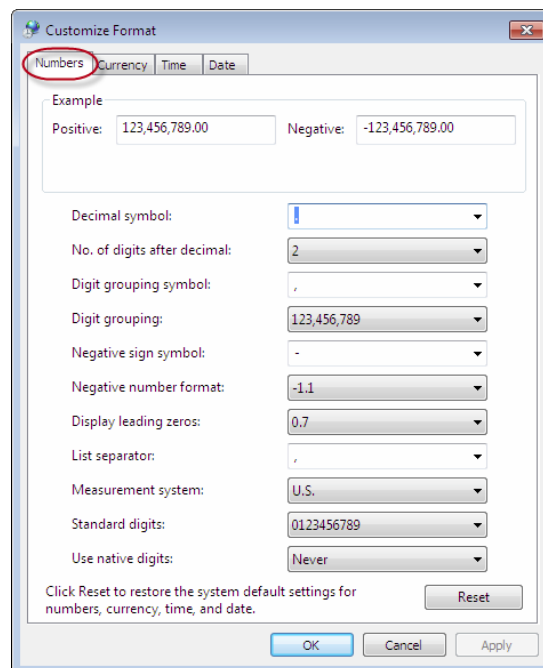 Customize Format
Numbers Currency Time Date
Example
Positive: 123,456,789.00 Negative: -123,456,789.00
Decimal symbol: .
No. of digits after decimal: 2
Digit grouping symbol: ,
Digit grouping: 123,456,789
Negative sign symbol: -
Negative number format: -1.1
Display leading zeros: 0.7
List separator: ,
Measurement system: U.S.
Standard digits: 0123456789
Use native digits: Never
Click Reset to restore the system default settings for
numbers, currency, time, and date.
Reset
OK Cancel Apply